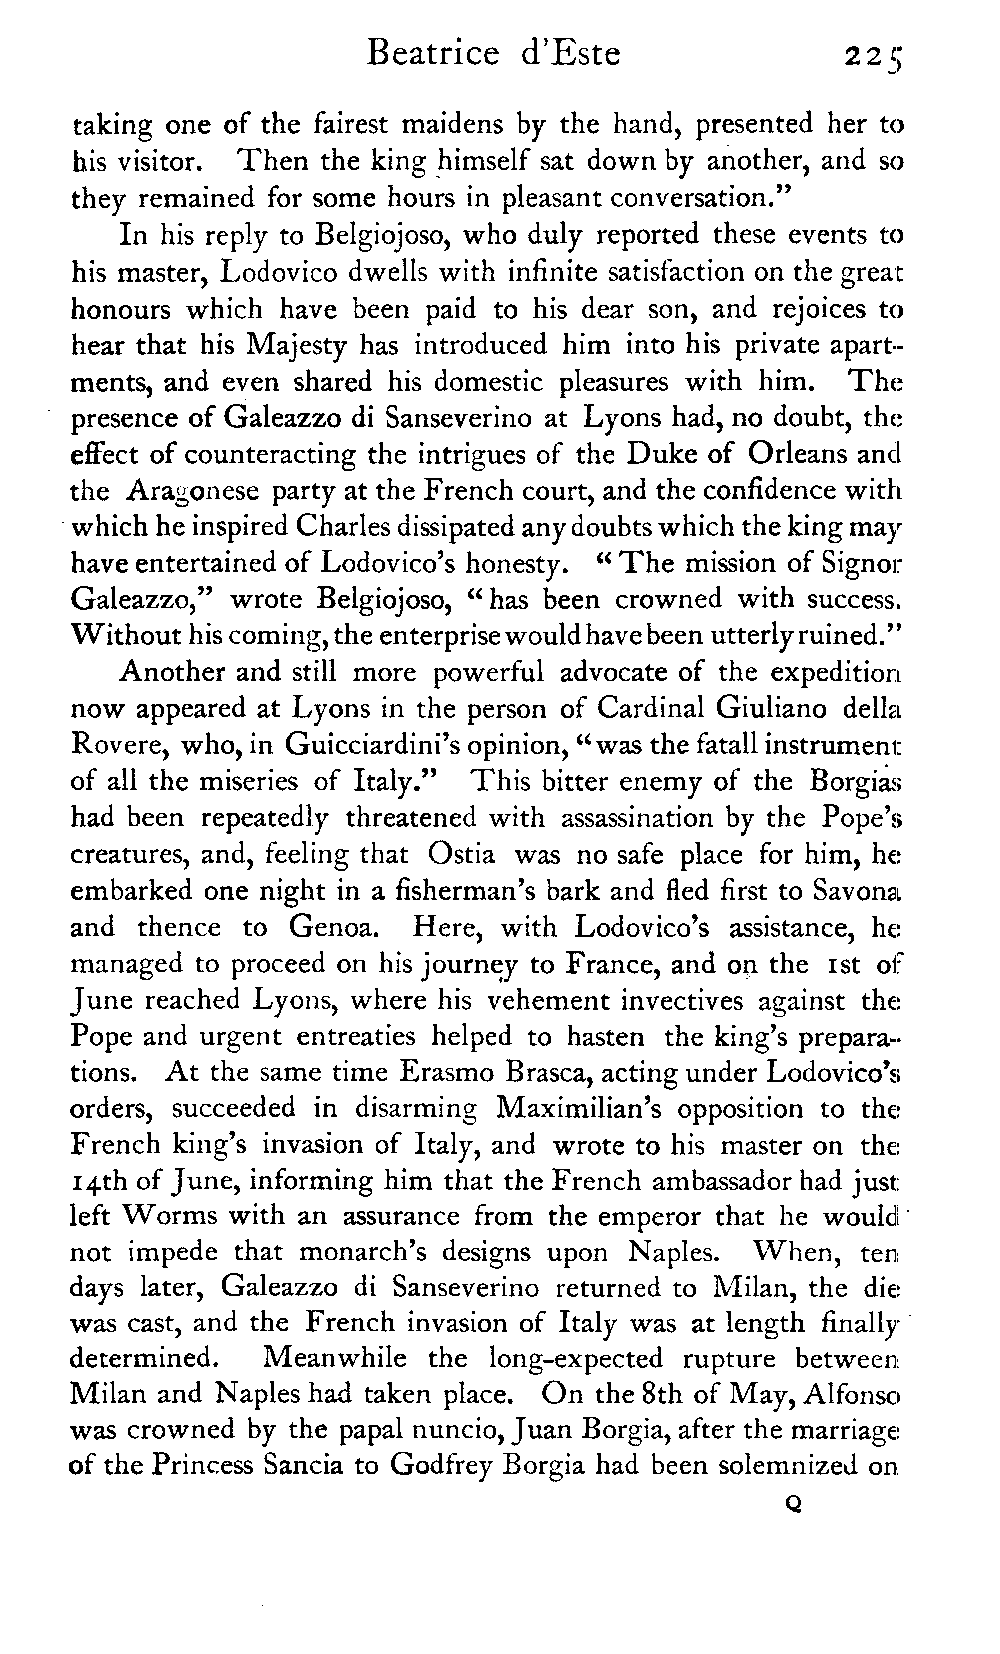 Beatrice d'Este 225
taking one of the fairest maidens by the hand, presented her to
his visitor. Then the king himself sat down by another, and so
they remained for some hours in pleasant conversation."
In his reply to Belgiojoso, who duly reported these events to
his master, Lodovico dwells with infinite satisfaction on the great
honours which have been paid to his dear son, and rejoices to
hear that his Majesty has introduced him into his private apart-
ments, and even shared his domestic pleasures with him. The
presence of Galeazzo di Sanseverino at Lyons had, no doubt, the
effect of counteracting the intrigues of the Duke of Orleans and
the Aragonese party at the French court, and the confidence with
which he inspired Charles dissipated any doubts which the king may
have entertained of Lodovico's honesty. "The mission of Signor
Galeazzo," wrote Belgiojoso, "has been crowned with success.
Without his coming, the enterprise would have been utterly ruined."
Another and still more powerful advocate of the expedition
now appeared at Lyons in the person of Cardinal Giuliano della
Rovere, who, in Guicciardini's opinion, "was the fatall instrument
of all the miseries of Italy." This bitter enemy of the Borgias
had been repeatedly threatened with assassination by the Pope's
creatures, and, feeling that Ostia was no safe place for him, he
embarked one night in a fisherman's bark and fled first to Savona
and thence to Genoa. Here, with Lodovico's assistance, he
managed to proceed on his journey to France, and on the 1st of
June reached Lyons, where his vehement invectives against the
Pope and urgent entreaties helped to hasten the king's prepara-
tions. At the same time Erasmo Brasca, acting under Lodovico's
orders, succeeded in disarming Maximilian's opposition to the
French king's invasion of Italy, and wrote to his master on the
14th of June, informing him that the French ambassador had just
left Worms with an assurance from the emperor that he would
not impede that monarch's designs upon Naples. When, ten
days later, Galeazzo di Sanseverino returned to Milan, the die
was cast, and the French invasion of Italy was at length finally
determined. Meanwhile the long-expected rupture between
Milan and Naples had taken place. On the 8th of May, Alfonso
was crowned by the papal nuncio, Juan Borgia, after the marriage
of the Princess Sancia to Godfrey Borgia had been solemnized on
Q